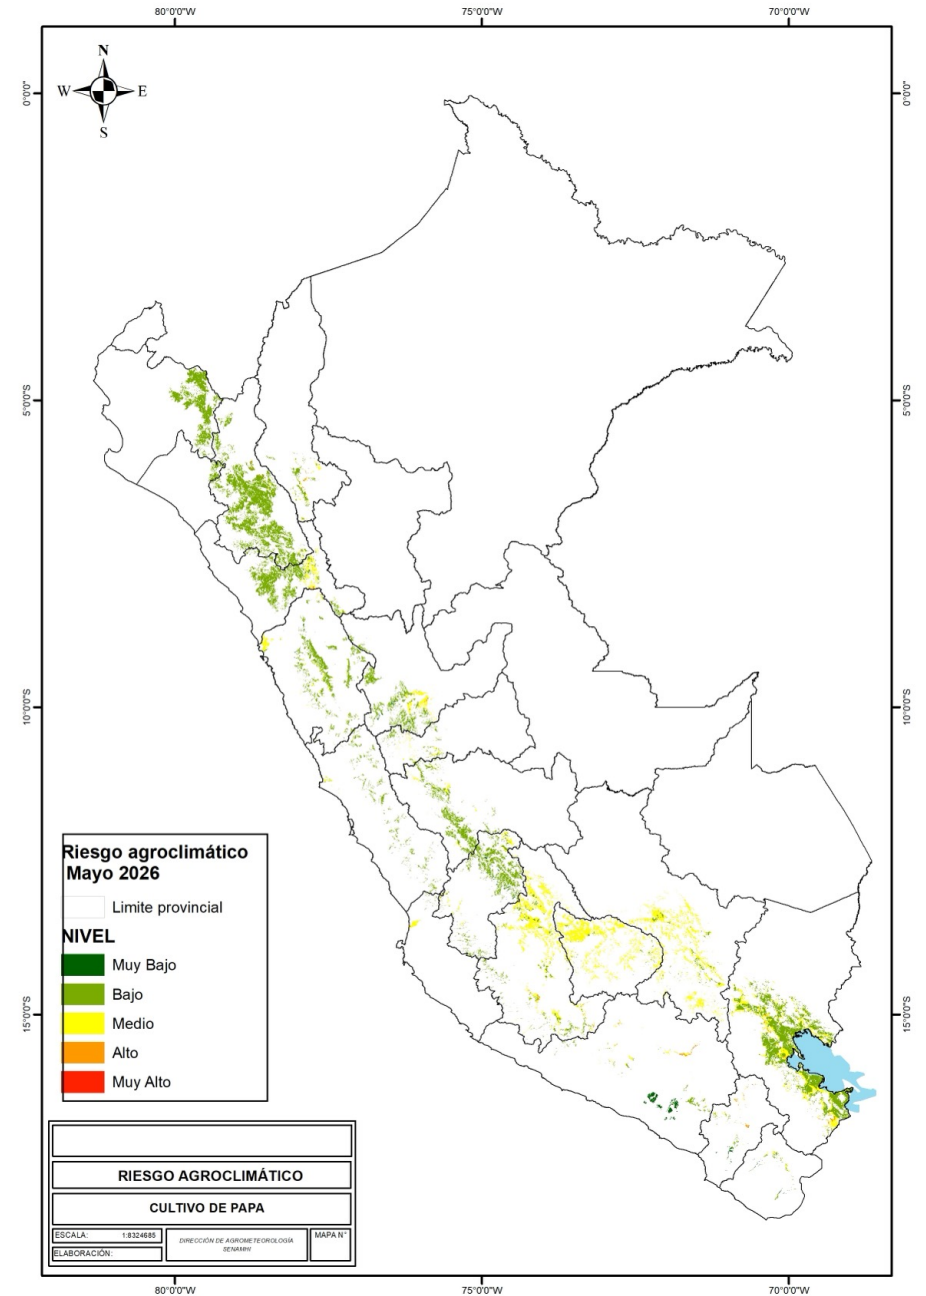 80°0'0"W
75°0'0"W
70°0'0"W
N
W
E
S
0°0'0"
0°0'0"
5°0'0"S
5°0'0"S
10°0'0"S
10°0'0"S
15°0'0"S
15°0'0"S
Riesgo agroclimático
Mayo 2026
Limite provincial
NIVEL
Muy Bajo
Bajo
Medio
Alto
Muy Alto
RIESGO AGROCLIMÁTICO
CULTIVO DE PAPA
ESCALA: 1:8324685
DIRECCIÓN DE AGROMETEOROLOGÍA
SENAMHI
MAPA N°
ELABORACIÓN:
80°0'0"W
75°0'0"W
70°0'0"W